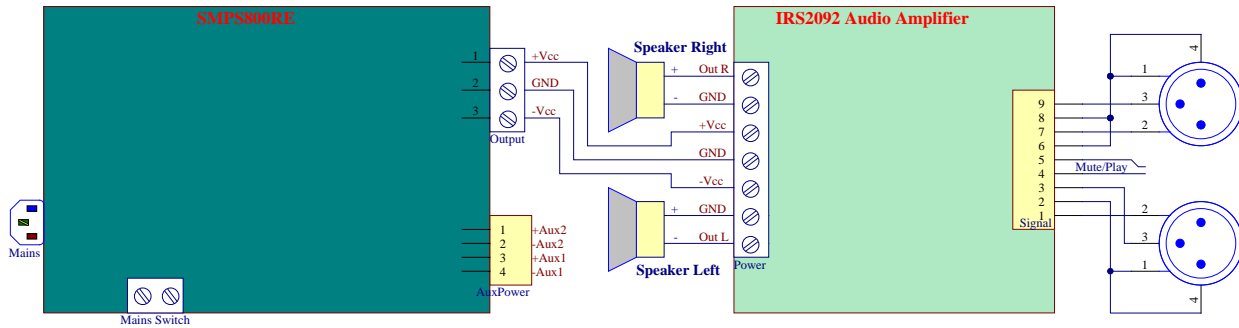 SMPS800RE
IRS2092 Audio Amplifier
1
+Vcc
2
GND
3
-Vcc
Output
Speaker Right
+
Out R
-
GND
+Vcc
GND
-Vcc
+
GND
-
Out L
Speaker Left
Power
9
8
7
6
5
4
3
2
1
Signal
Mute/Play
4
1
3
2
2
3
1
4
Mains
1
+Aux2
2
-Aux2
3
+Aux1
4
-Aux1
AuxPower
Mains Switch